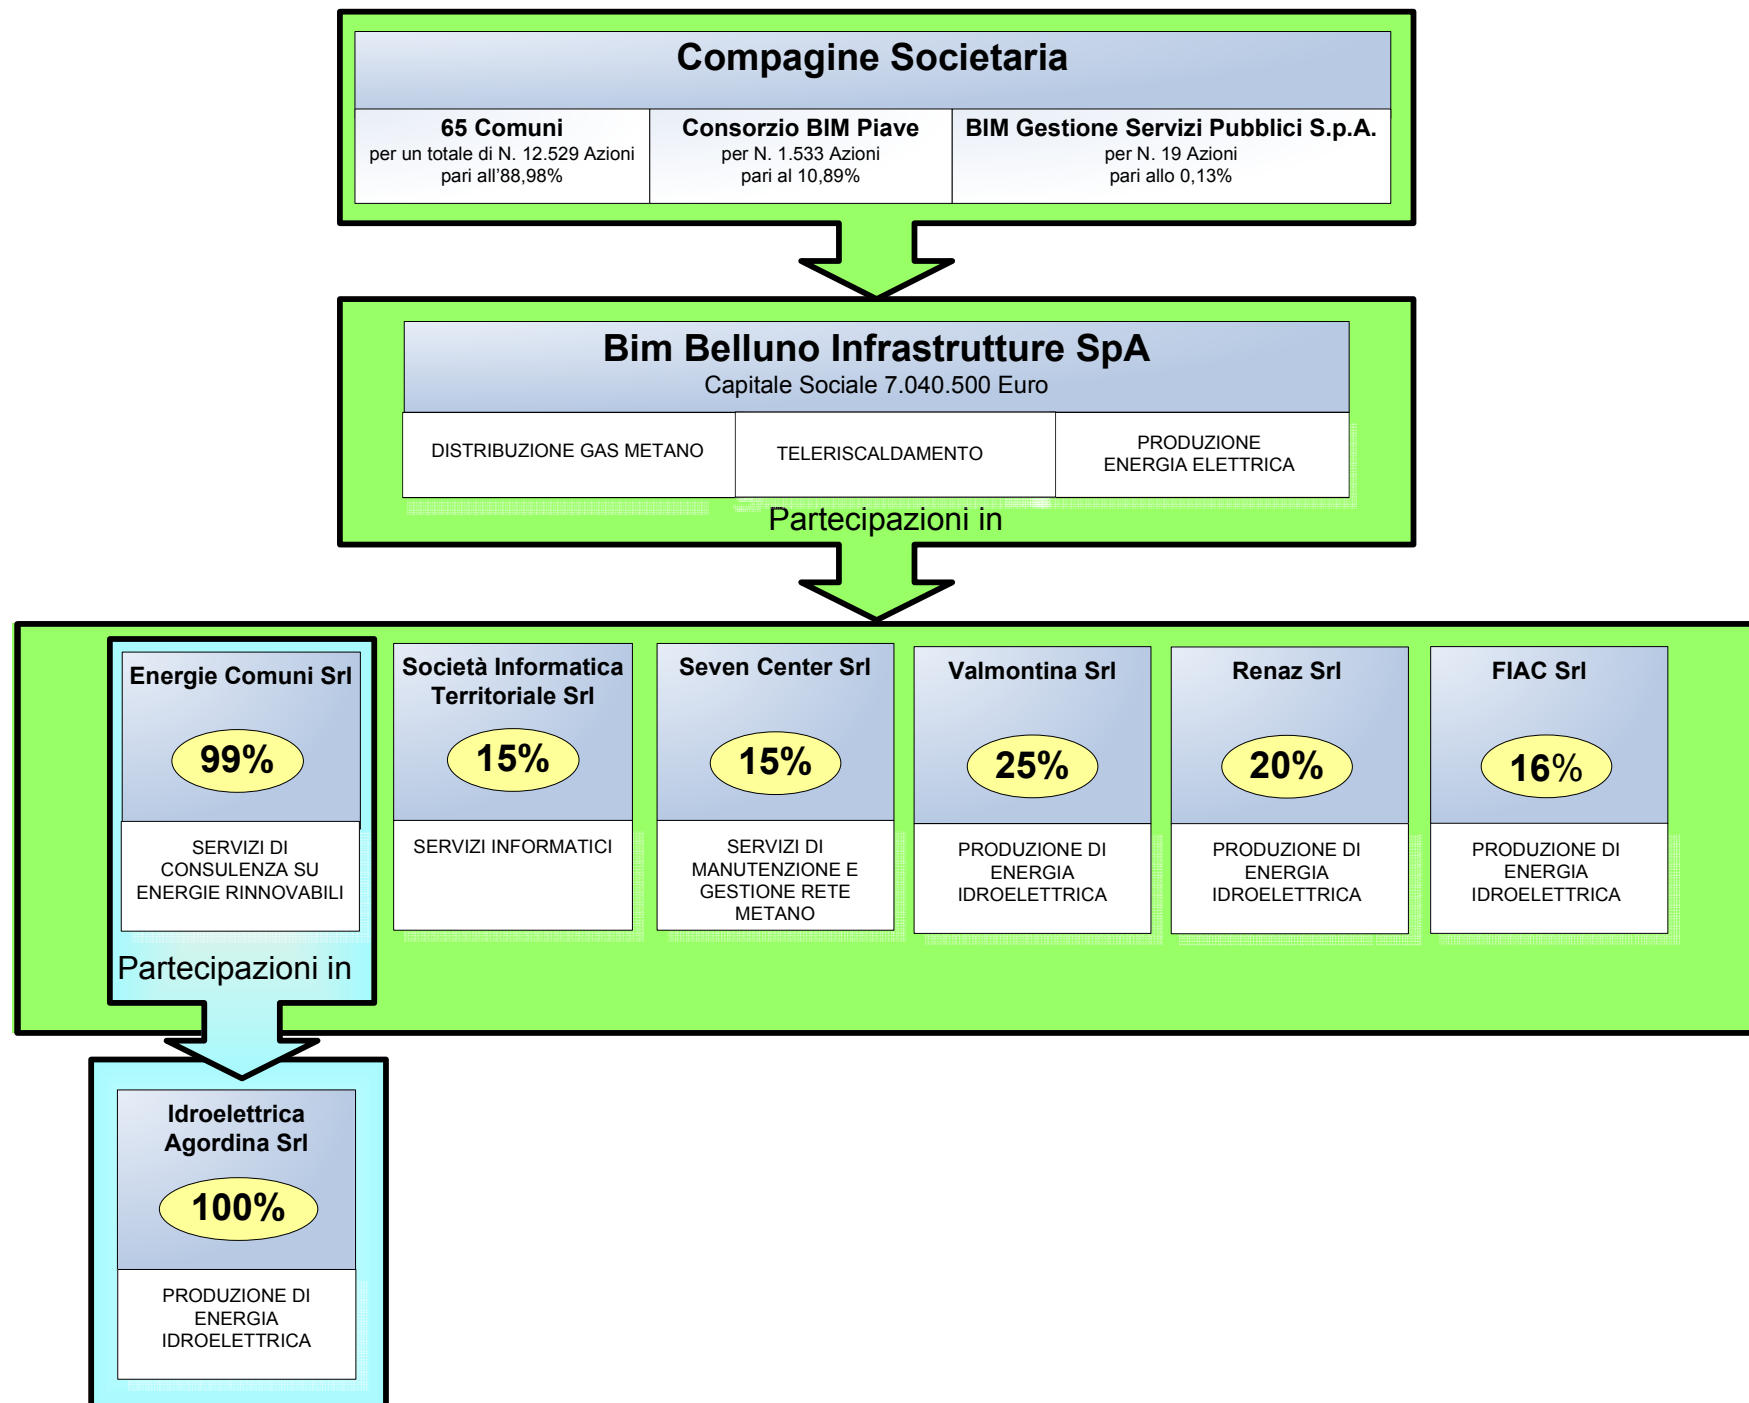 Compagine Societaria
65 Comuni
per un totale di N. 12.529 Azioni
pari all'88,98%
Consorzio BIM Piave
per N. 1.533 Azioni
pari al 10,89%
BIM Gestione Servizi Pubblici S.p.A.
per N. 19 Azioni
pari allo 0,13%
Bim Belluno Infrastrutture SpA
Capitale Sociale 7.040.500 Euro
DISTRIBUZIONE GAS METANO
TELERISCALDAMENTO
PRODUZIONE
ENERGIA ELETTRICA
Partecipazioni in
Energie Comuni Srl
99%
SERVIZI DI
CONSULENZA SU
ENERGIE RINNOVABILI
Società Informatica
Territoriale Srl
15%
SERVIZI INFORMATICI
Seven Center Srl
15%
SERVIZI DI
MANUTENZIONE E
GESTIONE RETE
METANO
Valmontina Srl
25%
PRODUZIONE DI
ENERGIA
IDROELETTRICA
Renaz Srl
20%
PRODUZIONE DI
ENERGIA
IDROELETTRICA
FIAC Srl
16%
PRODUZIONE DI
ENERGIA
IDROELETTRICA
Partecipazioni in
Idroelettrica
Agordina Srl
100%
PRODUZIONE DI
ENERGIA
IDROELETTRICA